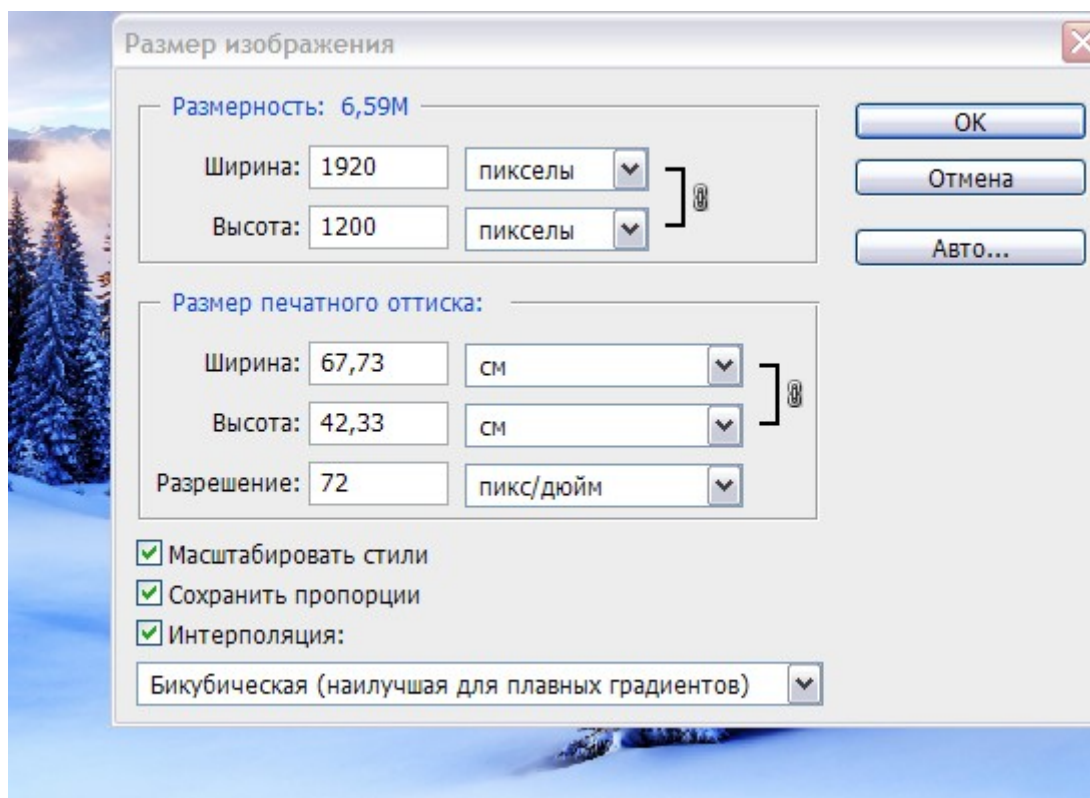 Размер изображения
Размерность: 6,59M
OK
Ширина: 1920 пикселы
Отмена
Высота: 1200 пикселы
Авто...
Размер печатного оттиска:
Ширина: 67,73 см
Высота: 42,33 см
Разрешение: 72 пикс/дюйм
Масштабировать стили
Сохранить пропорции
Интерполяция:
Бикубическая (наилучшая для плавных градиентов)